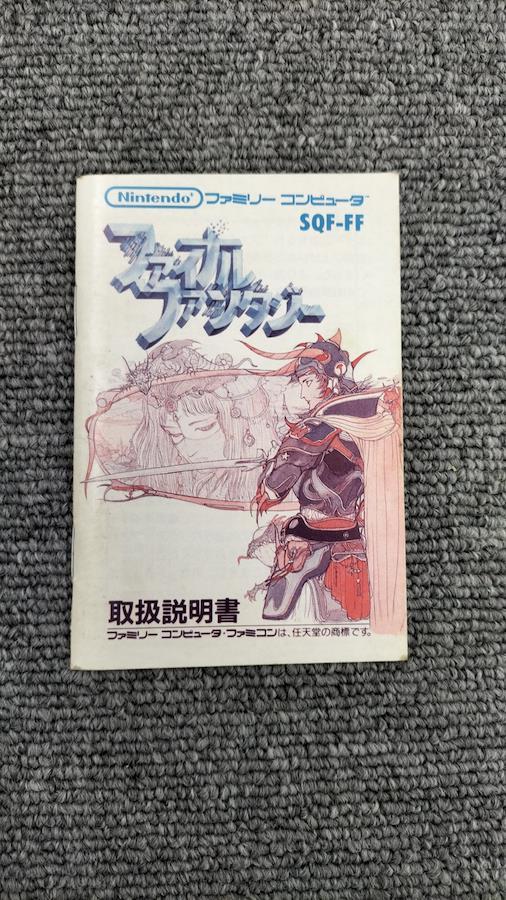 Nintendo® ファミリー コンピュータ™
SQF-FF
ファイナル
ファンタジー
取扱説明書
ファミリー コンピュータ・ファミコンは、任天堂の商標です。